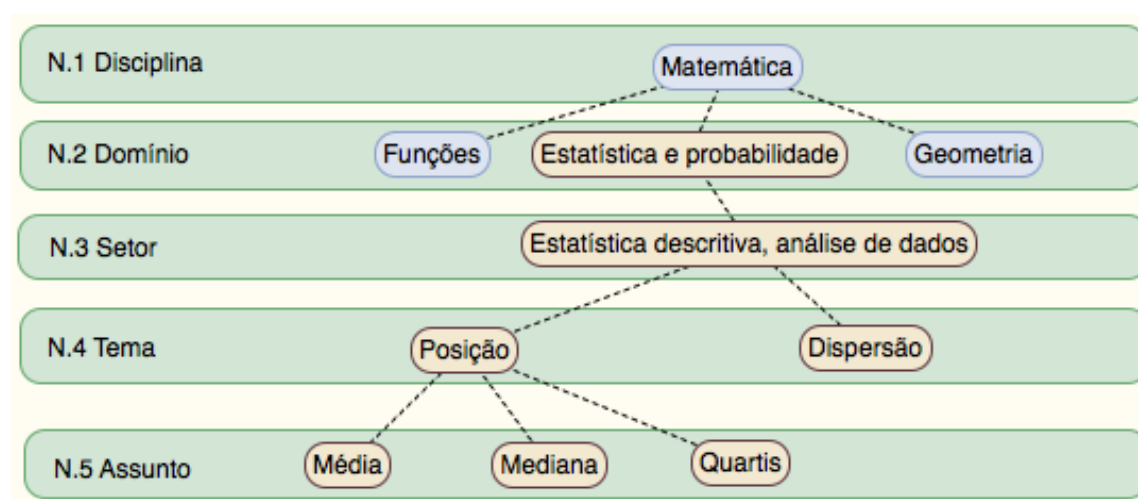 N.1 Disciplina
Matemática
N.2 Domínio
Funções
Estatística e probabilidade
Geometria
N.3 Setor
Estatística descritiva, análise de dados
N.4 Tema
Posição
Dispersão
N.5 Assunto
Média
Mediana
Quartis